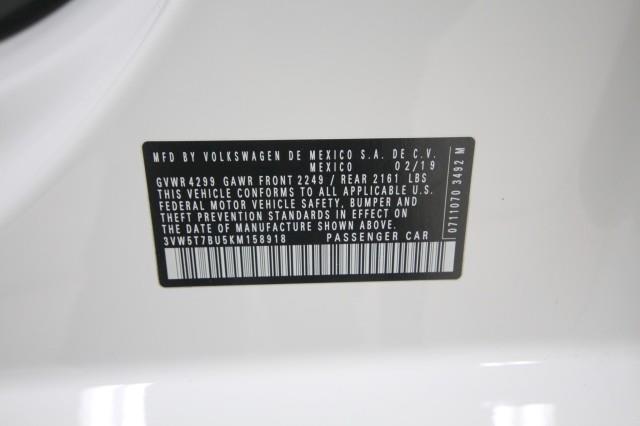 MFD BY VOLKSWAGEN DE MEXICO S.A. DE C.V.
MEXICO 02/19
GVWR 4299 GAWR FRONT 2249 / REAR 2161 LBS
THIS VEHICLE CONFORMS TO ALL APPLICABLE U.S.
FEDERAL MOTOR VEHICLE SAFETY, BUMPER AND
THEFT PREVENTION STANDARDS IN EFFECT ON
THE DATE OF MANUFACTURE SHOWN ABOVE.
3VW5T7BU5KM158918 PASSENGER CAR
0711070 3492 M